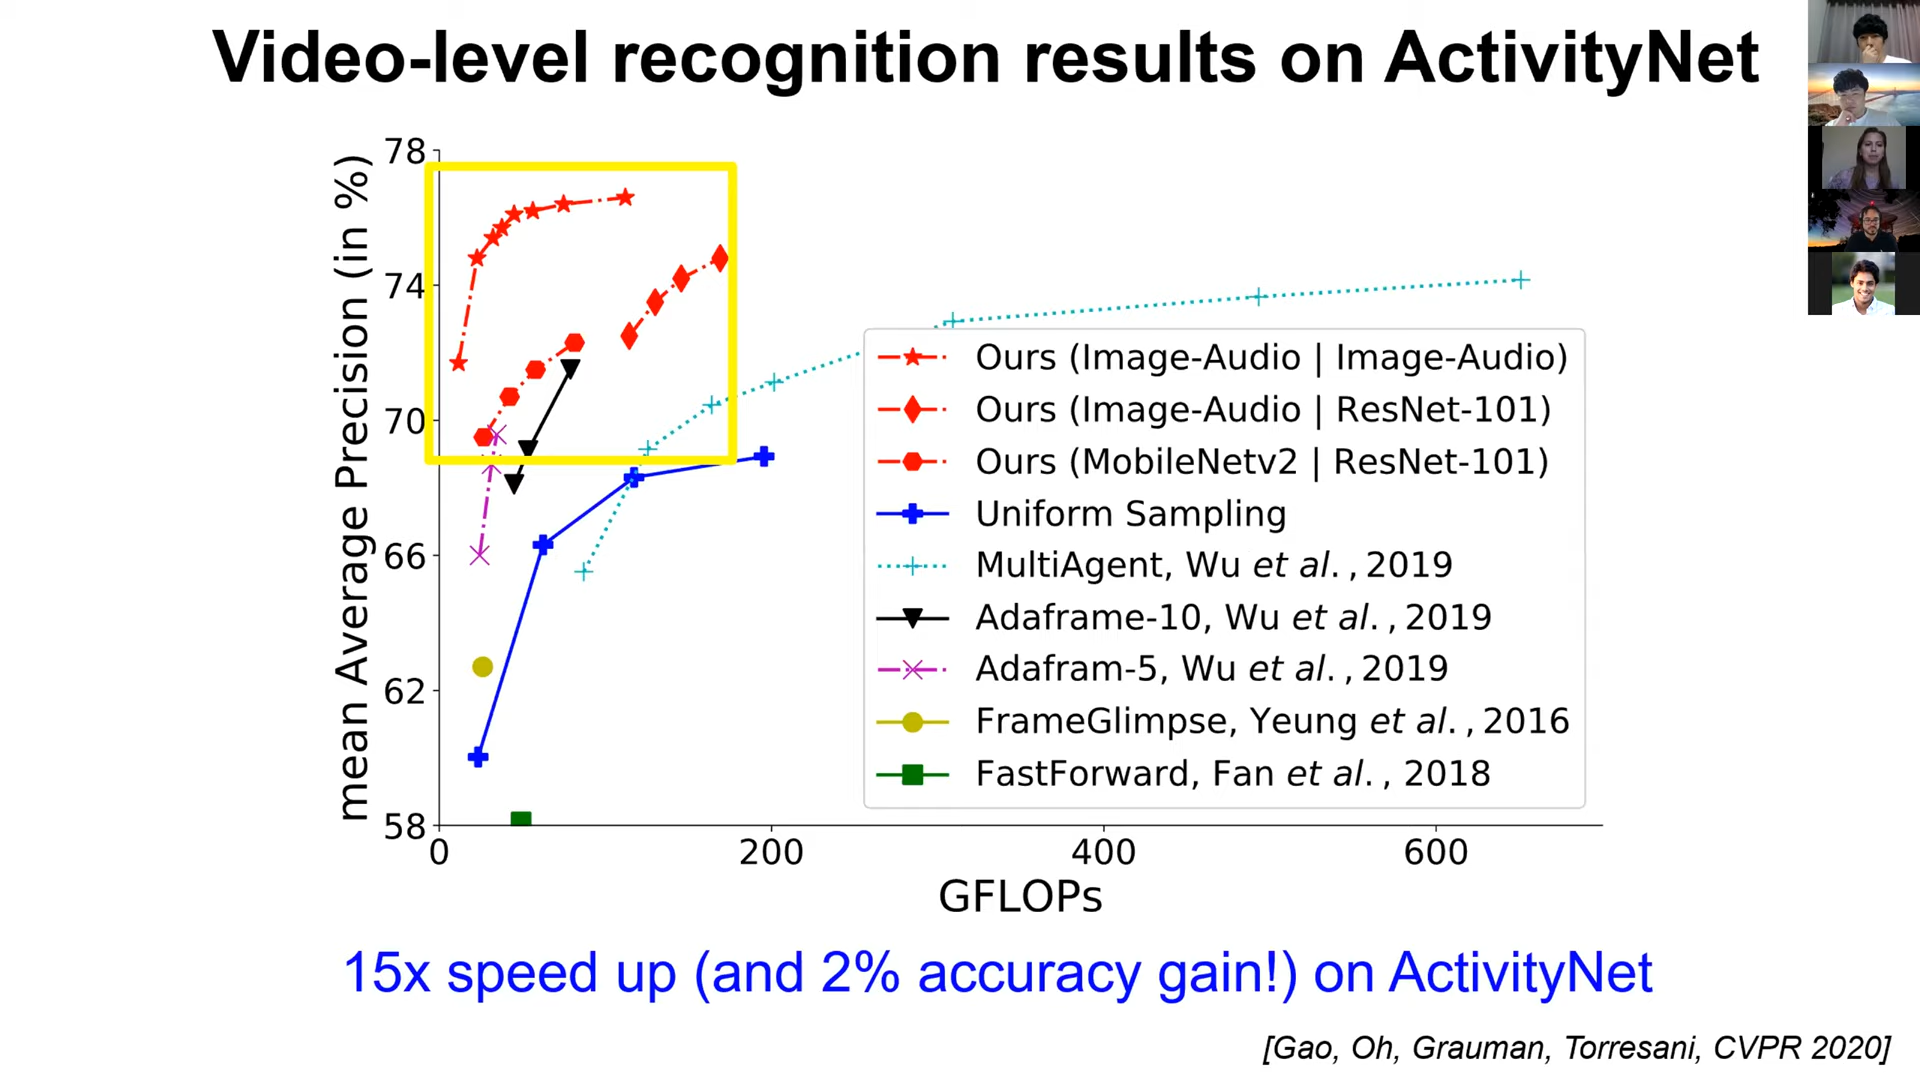 Video-level recognition results on ActivityNet
mean Average Precision (in %)
78
74
70
66
62
58
0
200
400
600
GFLOPs
Ours (Image-Audio | Image-Audio)
Ours (Image-Audio | ResNet-101)
Ours (MobileNetv2 | ResNet-101)
Uniform Sampling
MultiAgent, Wu et al., 2019
Adaframe-10, Wu et al., 2019
Adafram-5, Wu et al., 2019
FrameGlimpse, Yeung et al., 2016
FastForward, Fan et al., 2018
15x speed up (and 2% accuracy gain!) on ActivityNet
[Gao, Oh, Grauman, Torresani, CVPR 2020]